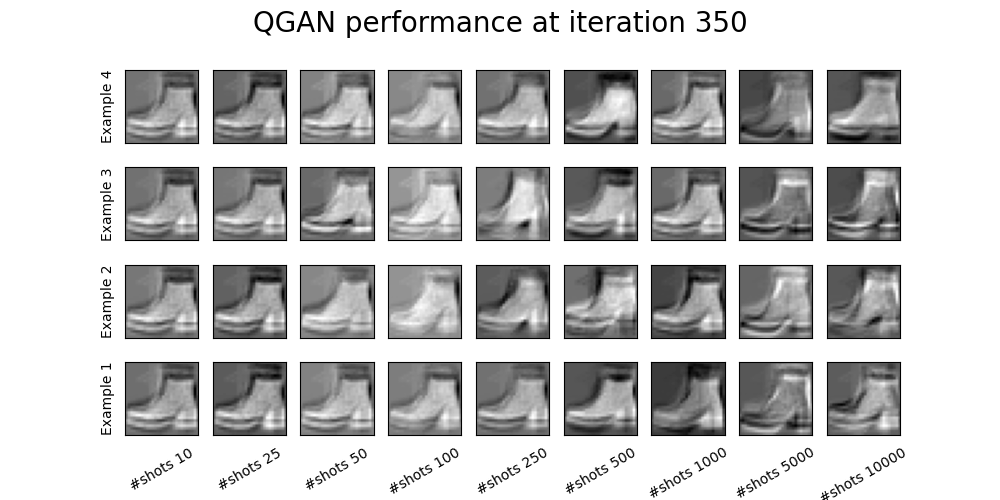 QGAN performance at iteration 350
Example 4
Example 3
Example 2
Example 1
#shots 10
#shots 25
#shots 50
#shots 100
#shots 250
#shots 500
#shots 1000
#shots 5000
#shots 10000